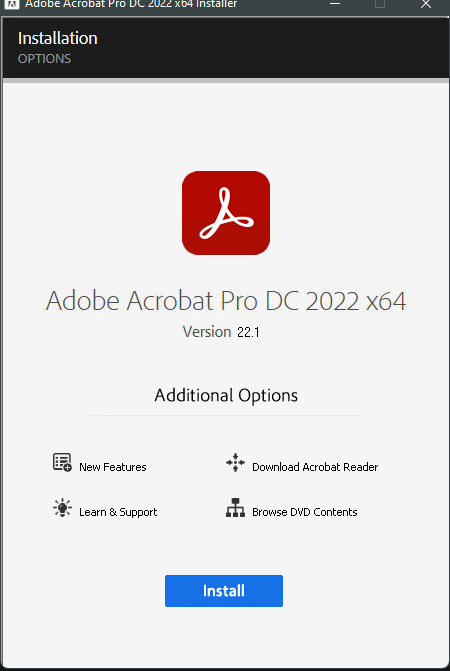 Adobe Acrobat Pro DC 2022 x64 Installer
Installation
OPTIONS
Adobe Acrobat Pro DC 2022 x64
Version 22.1
Additional Options
New Features
Download Acrobat Reader
Learn & Support
Browse DVD Contents
Install